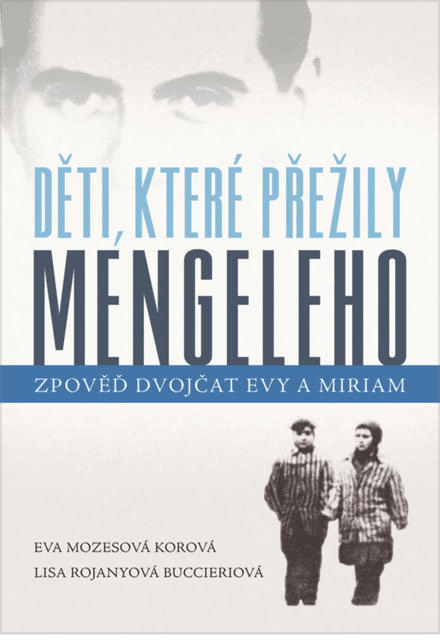 DĚTI, KTERÉ PŘEŽILY
MENGELEHO
ZPOVĚĎ DVOJČAT EVY A MIRIAM
EVA MOZESOVÁ KOROVÁ
LISA ROJANYOVÁ BUCCIERIOVÁ